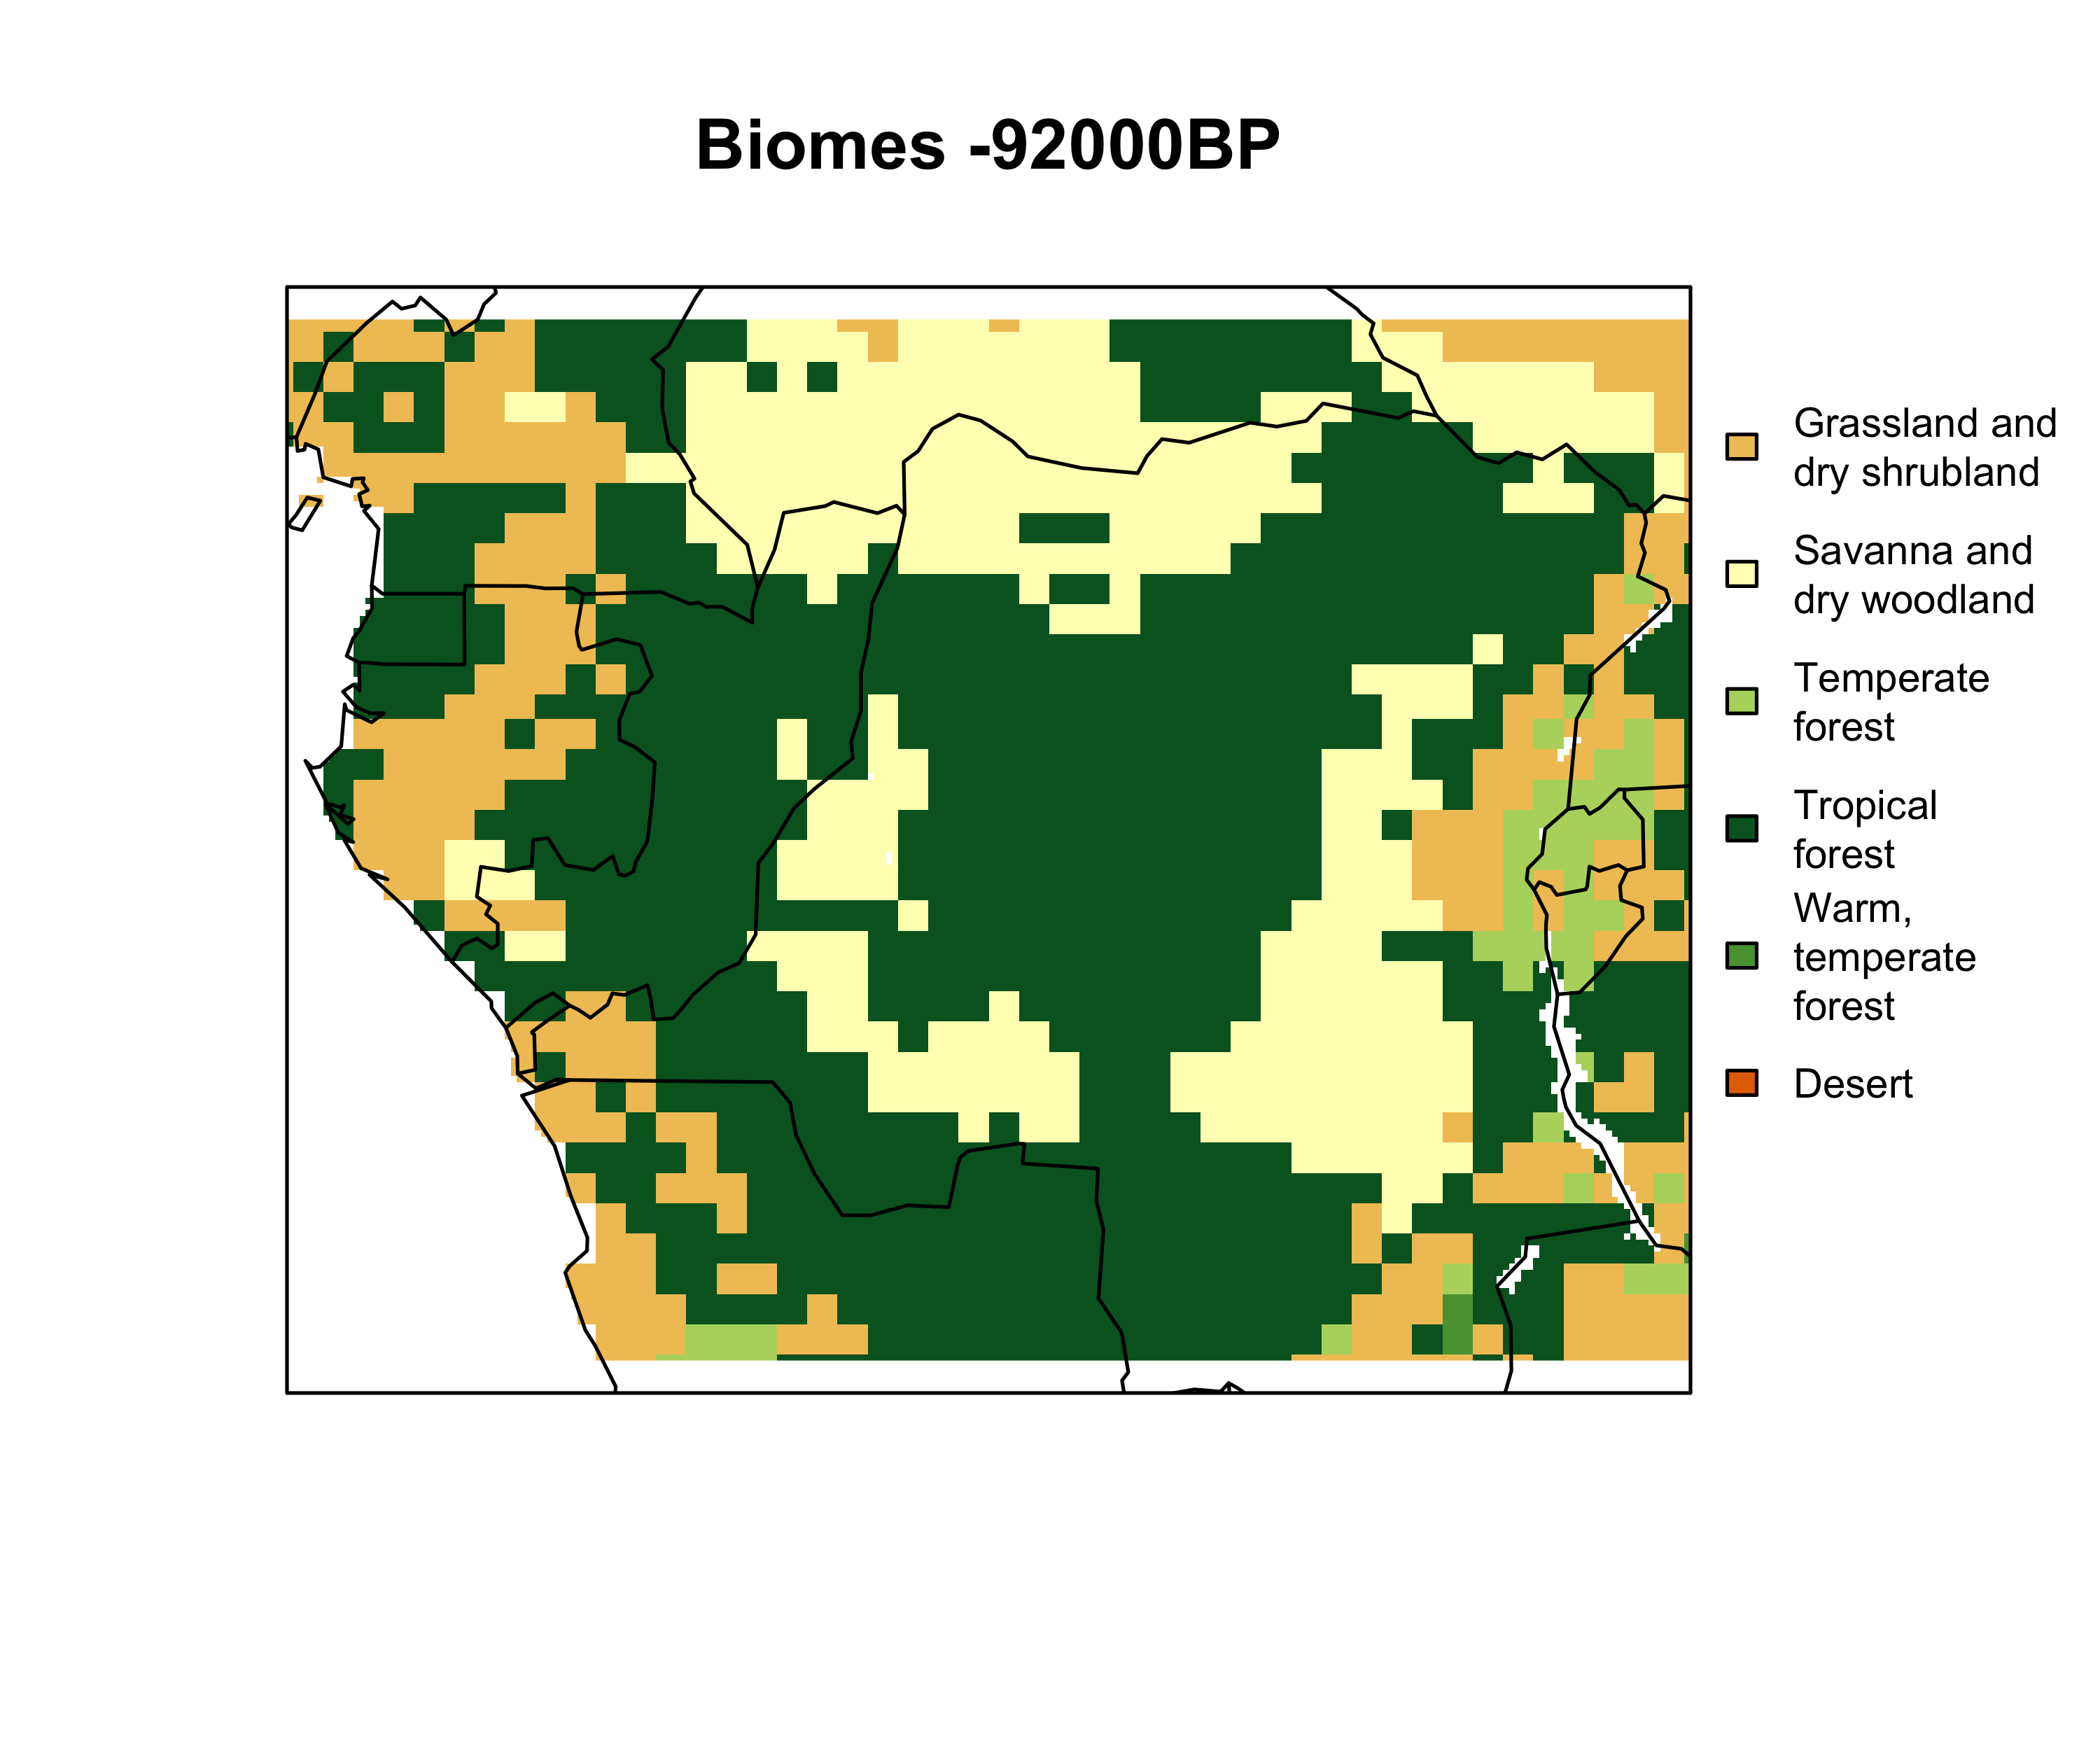 Biomes -92000BP
Grassland and
dry shrubland
Savanna and
dry woodland
Temperate
forest
Tropical
forest
Warm,
temperate
forest
Desert